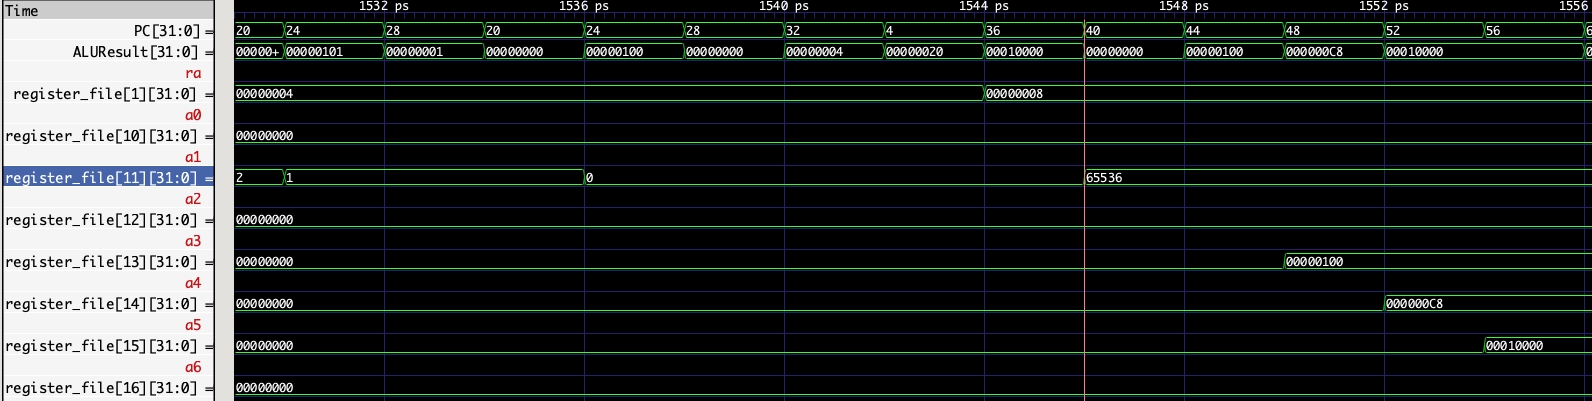 Time 1532 ps 1536 ps 1540 ps 1544 ps 1548 ps 1552 ps 1556
PC[31:0] = 20 24 28 20 24 28 32 4 36 40 44 48 52 56 6
ALUResult[31:0] = 00000+ 00000101 00000001 00000000 00000100 00000000 00000004 00000020 00010000 00000000 00000100 000000C8 00010000 0
ra
register_file[1][31:0] = 00000004 00000008
a0
register_file[10][31:0] = 00000000
a1
register_file[11][31:0] = 2 1 0 65536
a2
register_file[12][31:0] = 00000000
a3
register_file[13][31:0] = 00000000 00000100
a4
register_file[14][31:0] = 00000000 000000C8
a5
register_file[15][31:0] = 00000000 00010000
a6
register_file[16][31:0] = 00000000